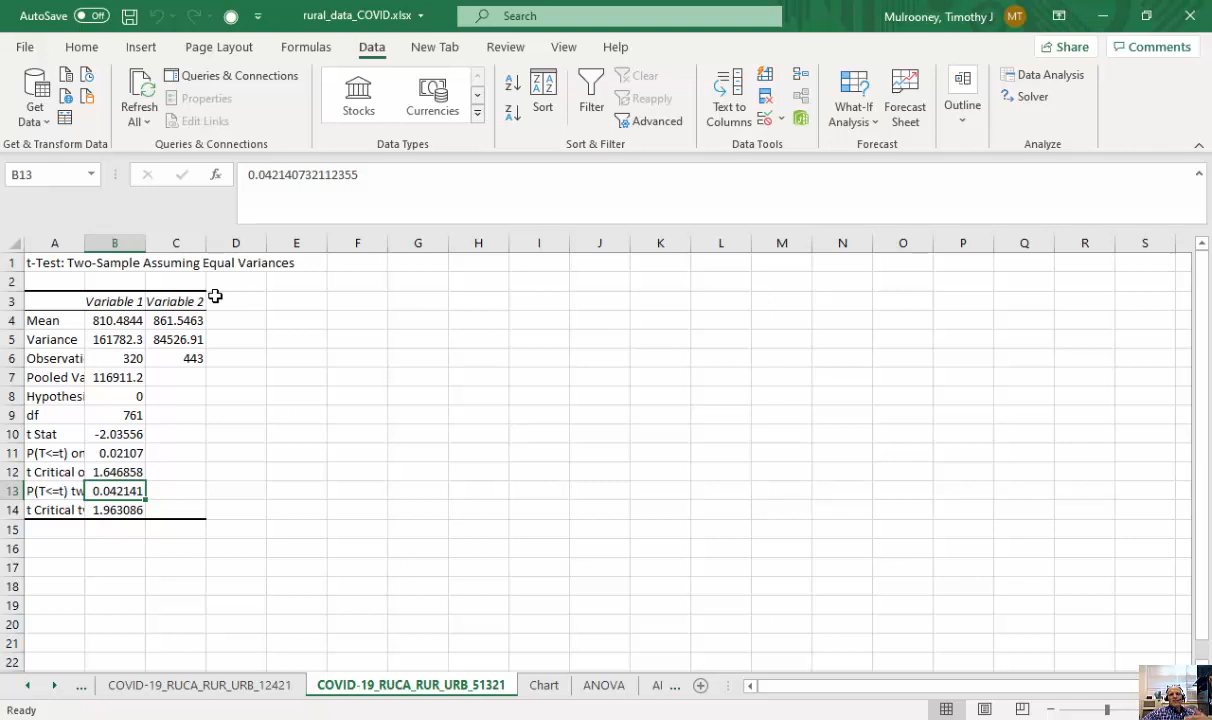 AutoSave Off rural_data_COVID.xlsx Search Mulrooney, Timothy J MT
File Home Insert Page Layout Formulas Data New Tab Review View Help Share Comments
Get Data Refresh All Queries & Connections Properties Edit Links Stocks Currencies Sort Filter Clear Reapply Advanced Text to Columns What-If Analysis Forecast Sheet Outline Data Analysis Solver
Get & Transform Data Queries & Connections Data Types Sort & Filter Data Tools Forecast Analyze
B13 fx 0.042140732112355
A B C D E F G H I J K L M N O P Q R S
1 t-Test: Two-Sample Assuming Equal Variances
2
3 Variable 1 Variable 2
4 Mean 810.4844 861.5463
5 Variance 161782.3 84526.91
6 Observati 320 443
7 Pooled Va 116911.2
8 Hypothesi 0
9 df 761
10 t Stat -2.03556
11 P(T<=t) on 0.02107
12 t Critical o 1.646858
13 P(T<=t) tw 0.042141
14 t Critical tv 1.963086
15
16
17
18
19
20
21
22
... COVID-19_RUCA_RUR_URB_12421 COVID-19_RUCA_RUR_URB_51321 Chart ANOVA AI ...
Ready